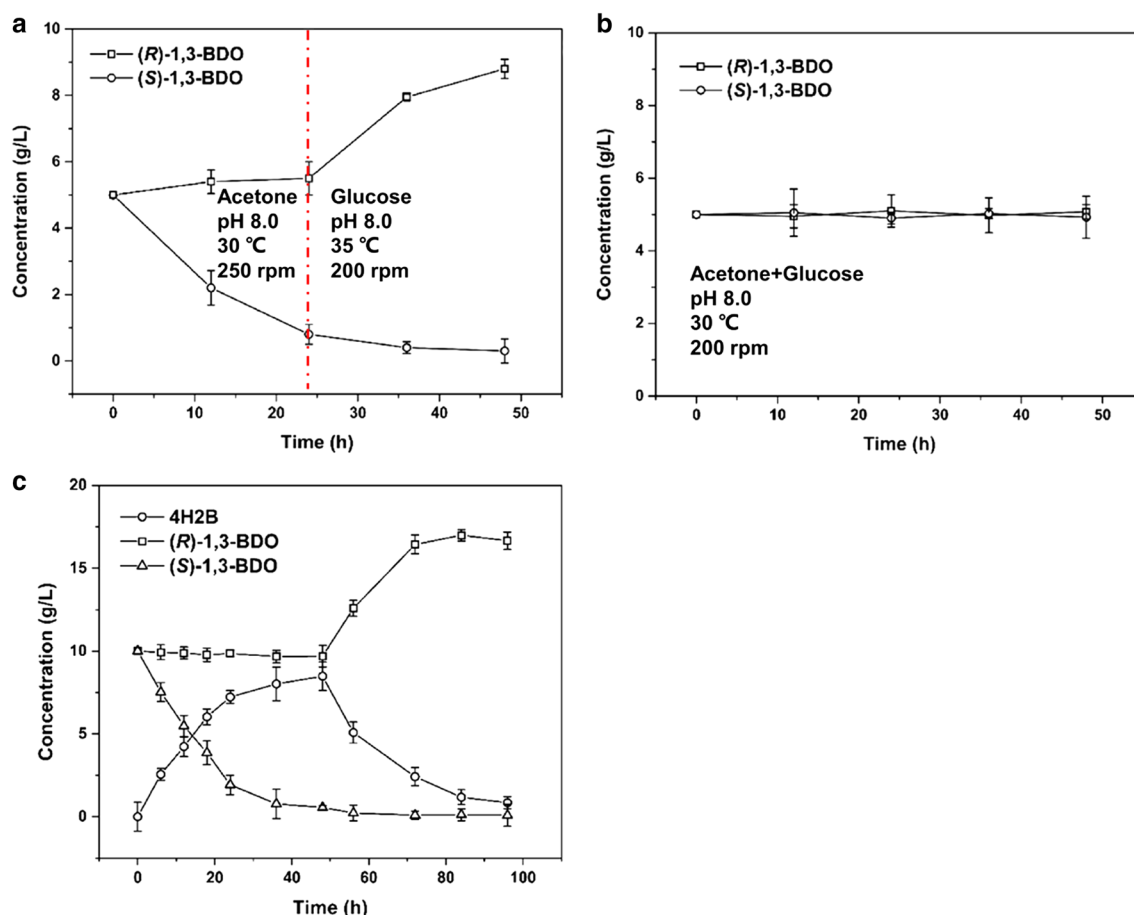 a
10
8
6
4
2
0
Concentration (g/L)
(R)-1,3-BDO
(S)-1,3-BDO
Acetone
pH 8.0
30 ℃
250 rpm
Glucose
pH 8.0
35 ℃
200 rpm
0 10 20 30 40 50
Time (h)
b
10
8
6
4
2
0
Concentration (g/L)
(R)-1,3-BDO
(S)-1,3-BDO
Acetone+Glucose
pH 8.0
30 ℃
200 rpm
0 10 20 30 40 50
Time (h)
c
20
15
10
5
0
Concentration (g/L)
4H2B
(R)-1,3-BDO
(S)-1,3-BDO
0 20 40 60 80 100
Time (h)